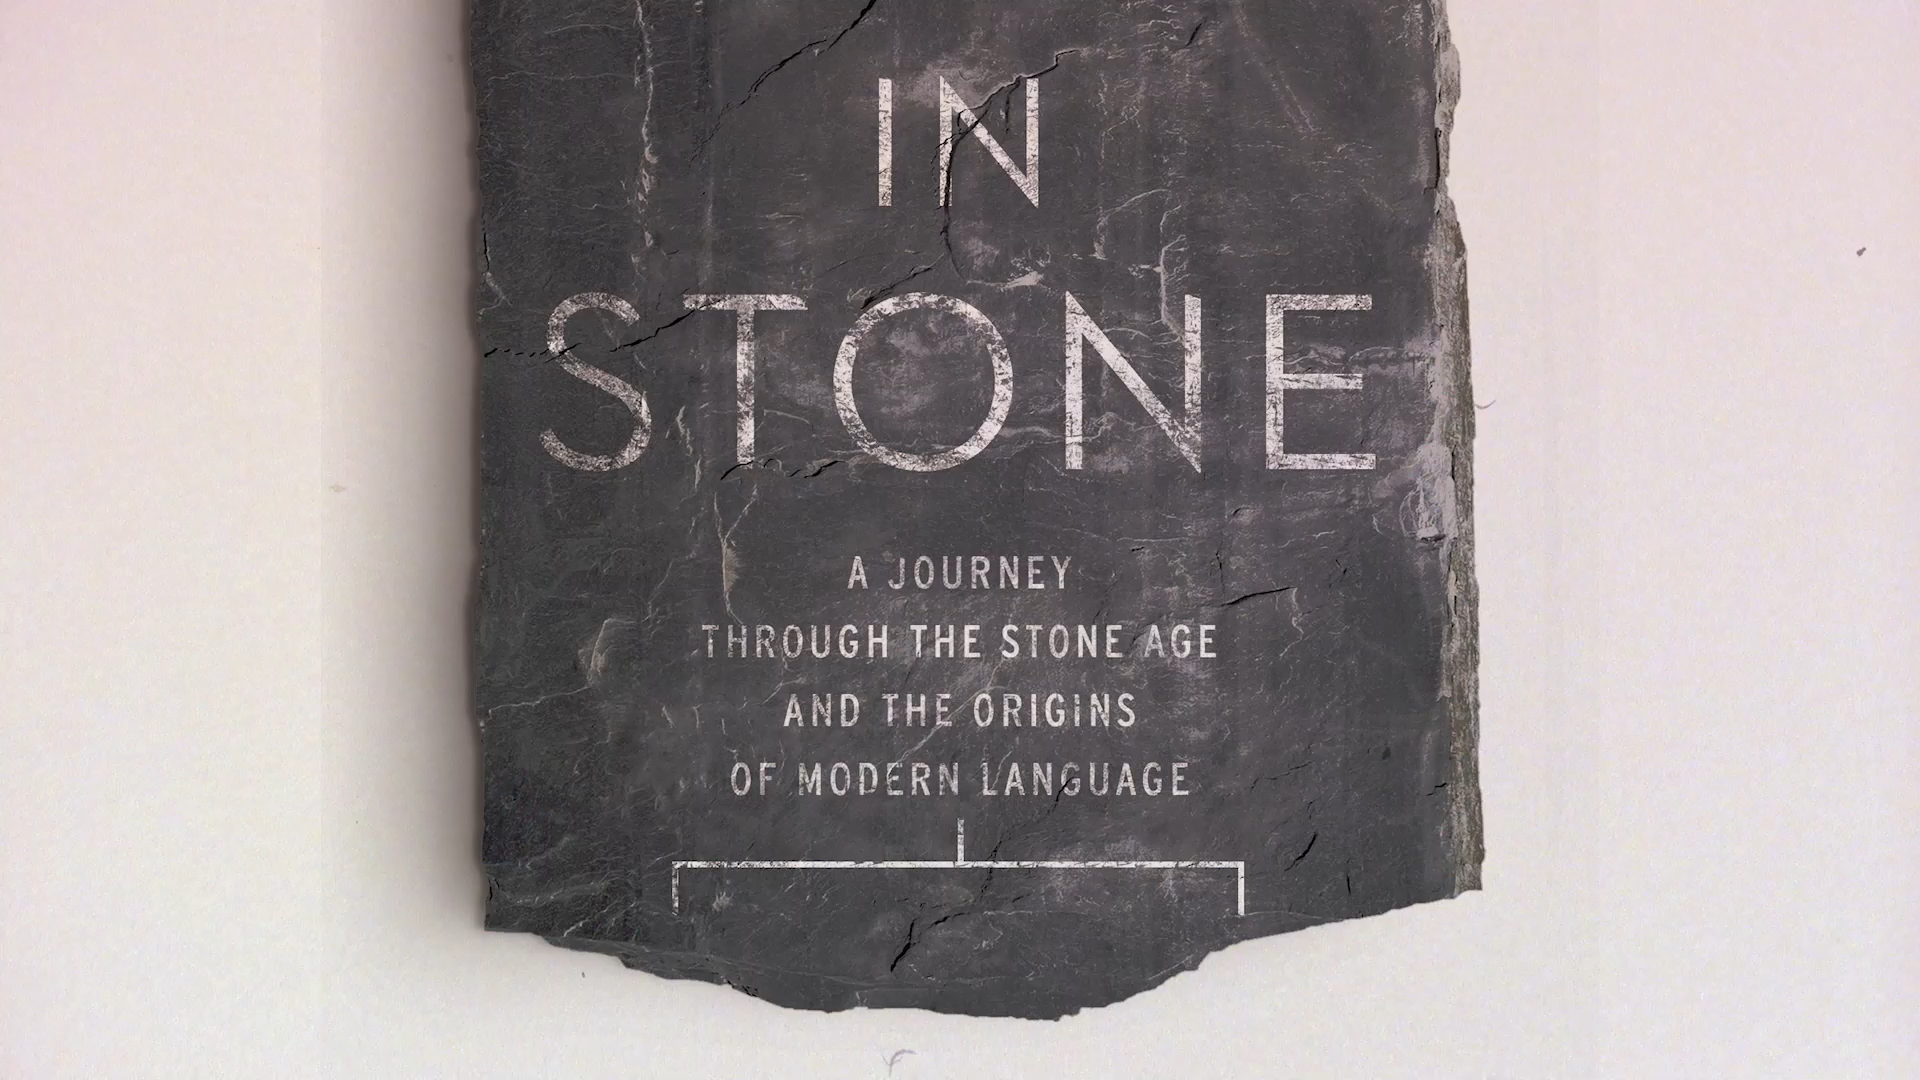 IN
STONE
A JOURNEY
THROUGH THE STONE AGE
AND THE ORIGINS
OF MODERN LANGUAGE